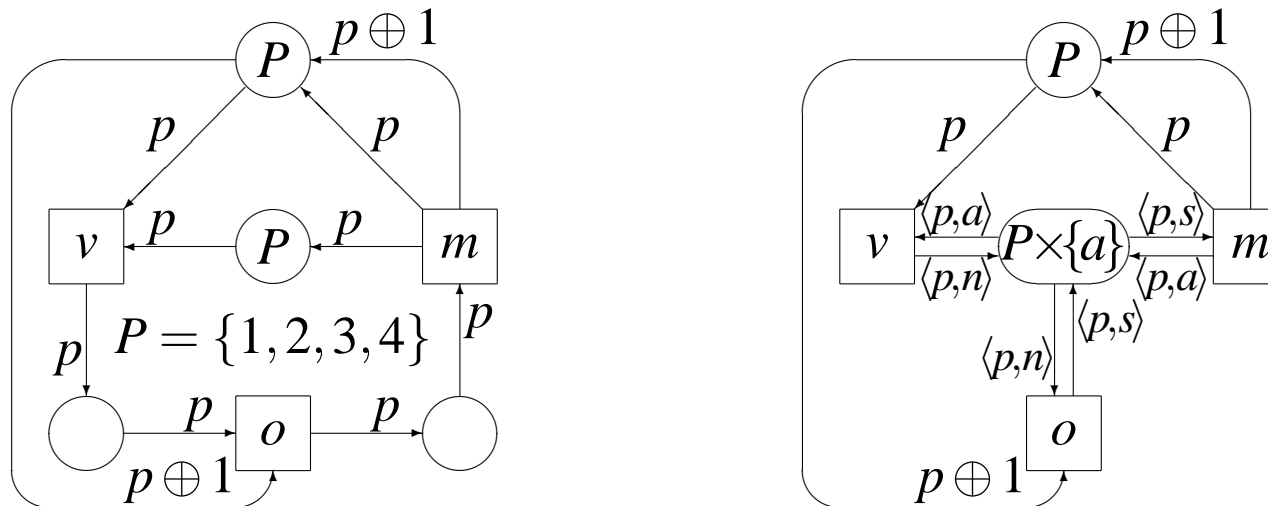 P
p ⊕ 1
p
p
v
p
P
p
m
p
P = {1, 2, 3, 4}
p
p
o
p
p ⊕ 1
P
p ⊕ 1
p
p
v
⟨p,a⟩
⟨p,n⟩
P×{a}
⟨p,s⟩
⟨p,a⟩
m
⟨p,n⟩
⟨p,s⟩
o
p ⊕ 1